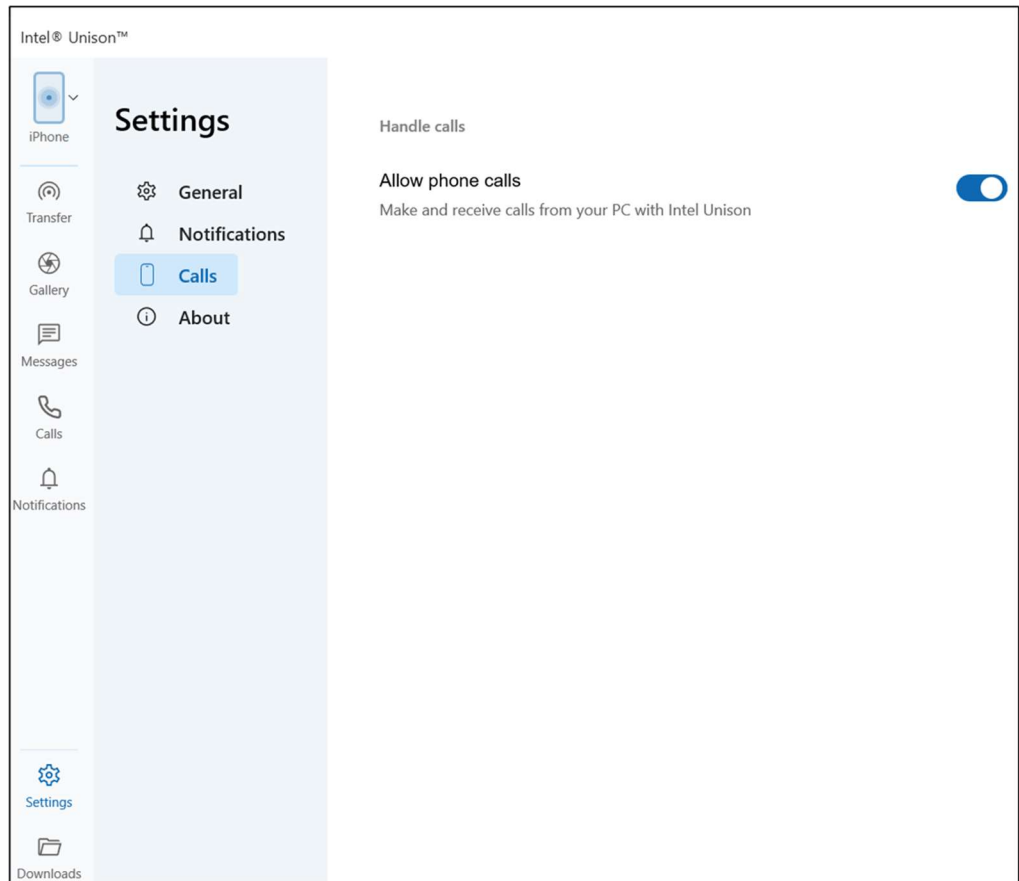 Intel® Unison™
iPhone
Transfer
Gallery
Messages
Calls
Notifications
Settings
Downloads
Settings
General
Notifications
Calls
About
Handle calls
Allow phone calls
Make and receive calls from your PC with Intel Unison